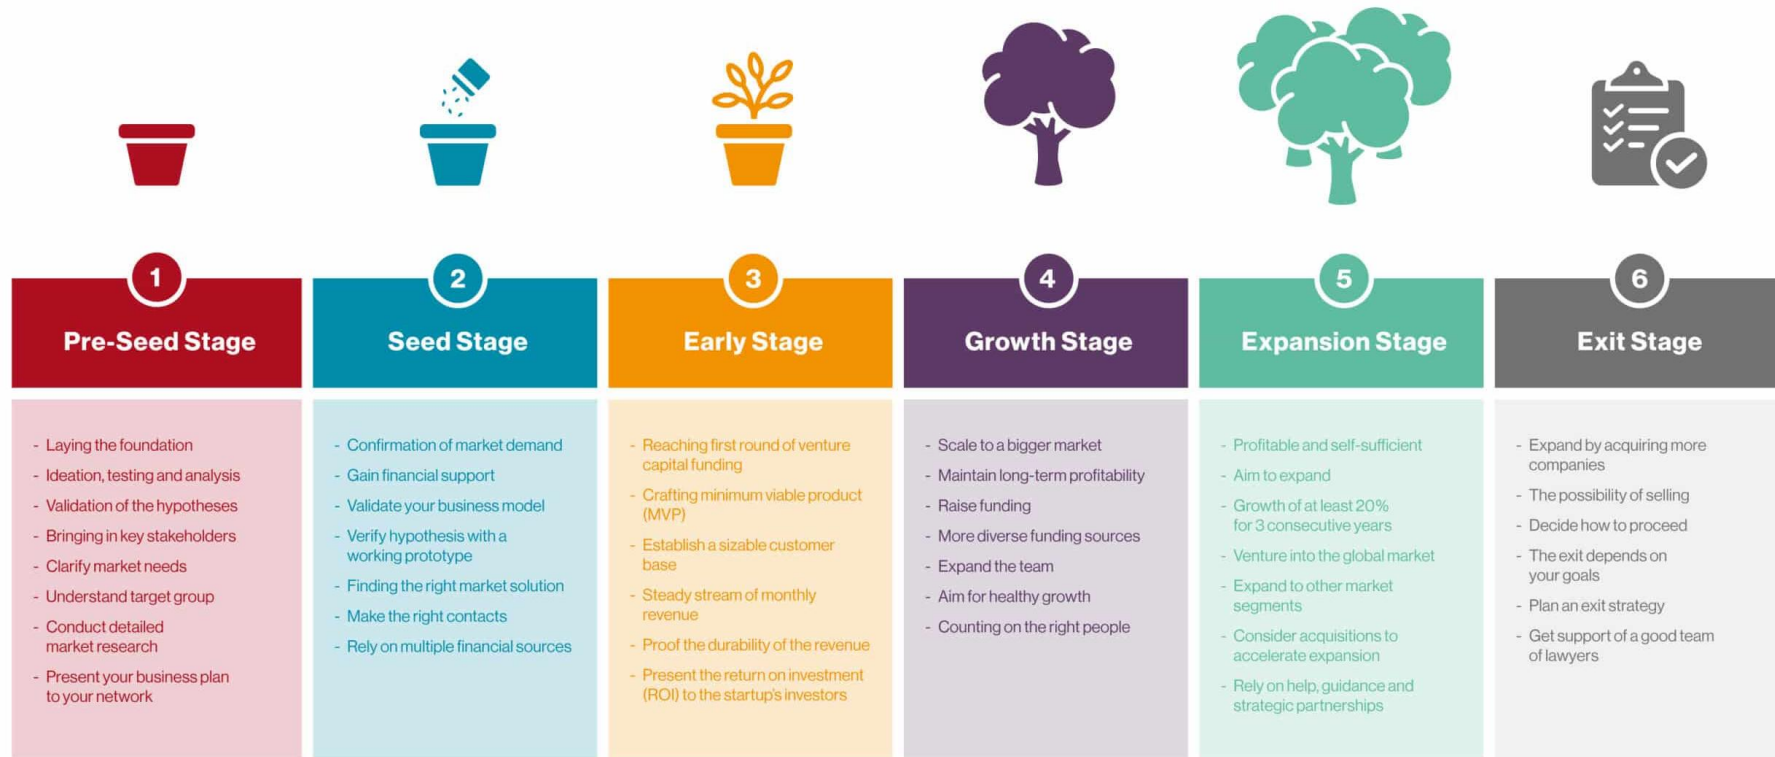 1
Pre-Seed Stage
- Laying the foundation
- Ideation, testing and analysis
- Validation of the hypotheses
- Bringing in key stakeholders
- Clarify market needs
- Understand target group
- Conduct detailed
market research
- Present your business plan
to your network
2
Seed Stage
- Confirmation of market demand
- Gain financial support
- Validate your business model
- Verify hypothesis with a
working prototype
- Finding the right market solution
- Make the right contacts
- Rely on multiple financial sources
3
Early Stage
- Reaching first round of venture
capital funding
- Crafting minimum viable product
(MVP)
- Establish a sizable customer
base
- Steady stream of monthly
revenue
- Proof the durability of the revenue
- Present the return on investment
(ROI) to the startup's investors
4
Growth Stage
- Scale to a bigger market
- Maintain long-term profitability
- Raise funding
- More diverse funding sources
- Expand the team
- Aim for healthy growth
- Counting on the right people
5
Expansion Stage
- Profitable and self-sufficient
- Aim to expand
- Growth of at least 20%
for 3 consecutive years
- Venture into the global market
- Expand to other market
segments
- Consider acquisitions to
accelerate expansion
- Rely on help, guidance and
strategic partnerships
6
Exit Stage
- Expand by acquiring more
companies
- The possibility of selling
- Decide how to proceed
- The exit depends on
your goals
- Plan an exit strategy
- Get support of a good team
of lawyers